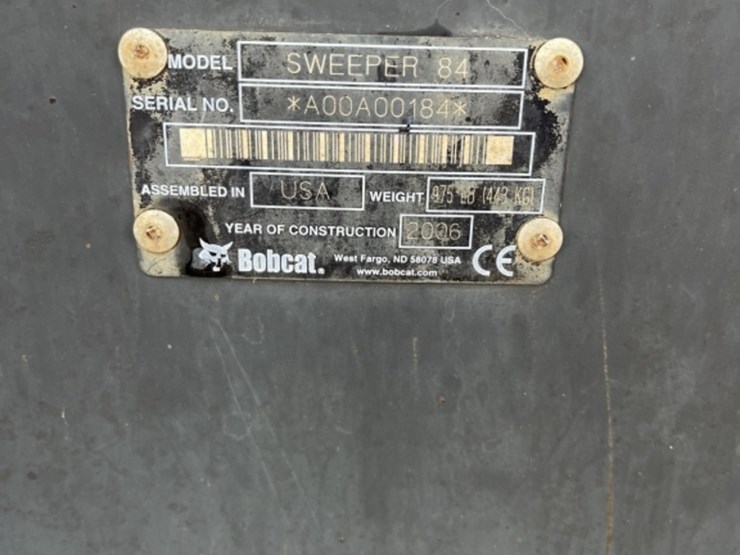 MODEL SWEEPER 84
SERIAL NO. *A00A00184*
ASSEMBLED IN USA WEIGHT 975 LB (443 KG)
YEAR OF CONSTRUCTION 2006
Bobcat. West Fargo, ND 58078 USA CE
www.bobcat.com